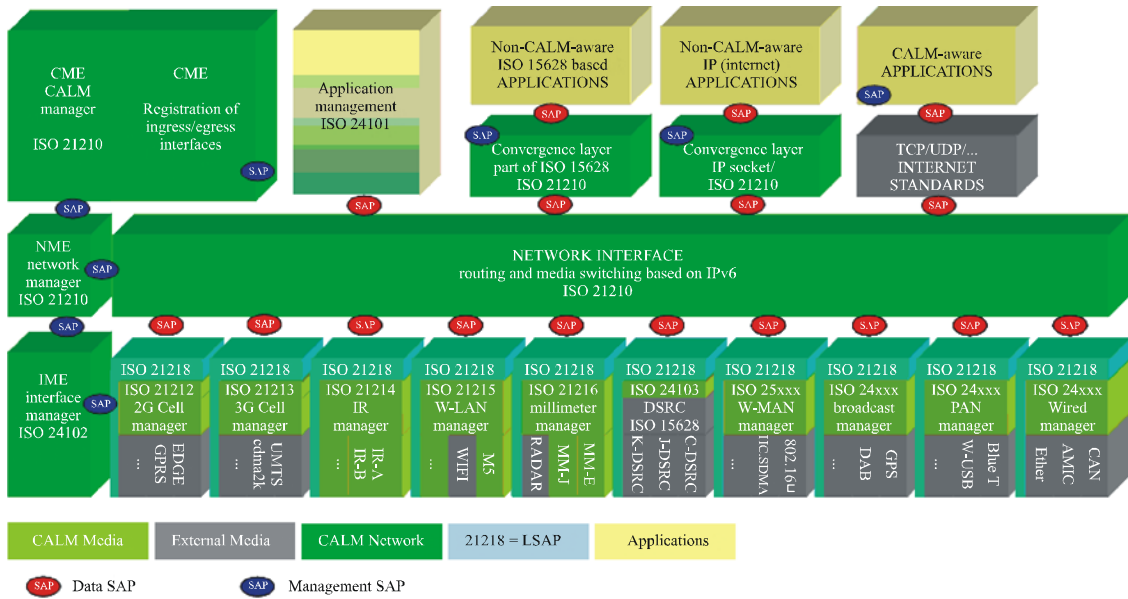 CME
CALM
manager
ISO 21210
CME
Registration of
ingress/egress
interfaces
SAP
Application
management
ISO 24101
Non-CALM-aware
ISO 15628 based
APPLICATIONS
Non-CALM-aware
IP (internet)
APPLICATIONS
CALM-aware
APPLICATIONS
SAP
SAP
SAP
SAP
SAP
Convergence layer
part of ISO 15628
ISO 21210
SAP
Convergence layer
IP socket/
ISO 21210
TCP/UDP/...
INTERNET
STANDARDS
SAP
SAP
SAP
SAP
SAP
NME
network
manager
ISO 21210
SAP
NETWORK INTERFACE
routing and media switching based on IPv6
ISO 21210
SAP
SAP
SAP
SAP
SAP
SAP
SAP
SAP
SAP
SAP
SAP
IME
interface
manager
ISO 24102
SAP
ISO 21218
ISO 21212
2G Cell
manager
...
GPRS
EDGE
ISO 21218
ISO 21213
3G Cell
manager
...
cdma2k
UMTS
ISO 21218
ISO 21214
IR
manager
...
IR-B
IR-A
ISO 21218
ISO 21215
W-LAN
manager
...
WIFI
M5
ISO 21218
ISO 21216
millimeter
manager
RADAR
MM-J
MM-E
ISO 21218
ISO 24103
DSRC
ISO 15628
K-DSRC
J-DSRC
C-DSRC
ISO 21218
ISO 25xxx
W-MAN
manager
...
HC.SDMA
ISO 21218
ISO 24xxx
broadcast
manager
...
DAB
GPS
ISO 21218
ISO 24xxx
PAN
manager
...
W-USB
Blue T
ISO 21218
ISO 24xxx
Wired
manager
Ether
AMIC
CAN
CALM Media
External Media
CALM Network
21218 = LSAP
Applications
SAP Data SAP
SAP Management SAP